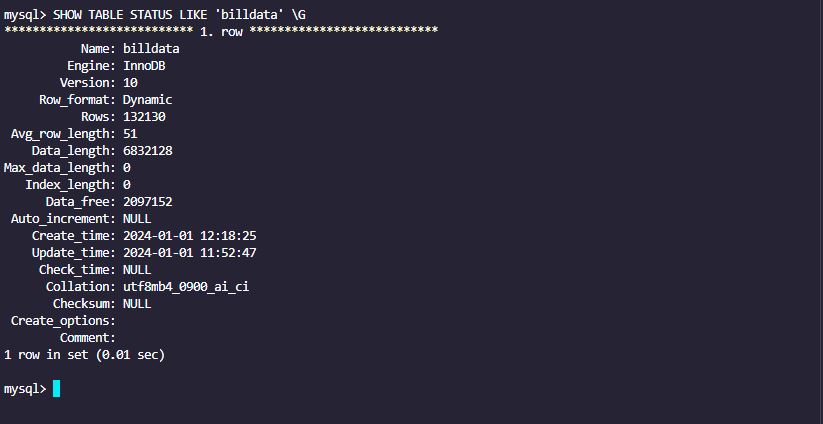 mysql> SHOW TABLE STATUS LIKE 'billdata' \G
*************************** 1. row ***************************
Name: billdata
Engine: InnoDB
Version: 10
Row_format: Dynamic
Rows: 132130
Avg_row_length: 51
Data_length: 6832128
Max_data_length: 0
Index_length: 0
Data_free: 2097152
Auto_increment: NULL
Create_time: 2024-01-01 12:18:25
Update_time: 2024-01-01 11:52:47
Check_time: NULL
Collation: utf8mb4_0900_ai_ci
Checksum: NULL
Create_options:
Comment:
1 row in set (0.01 sec)
mysql>